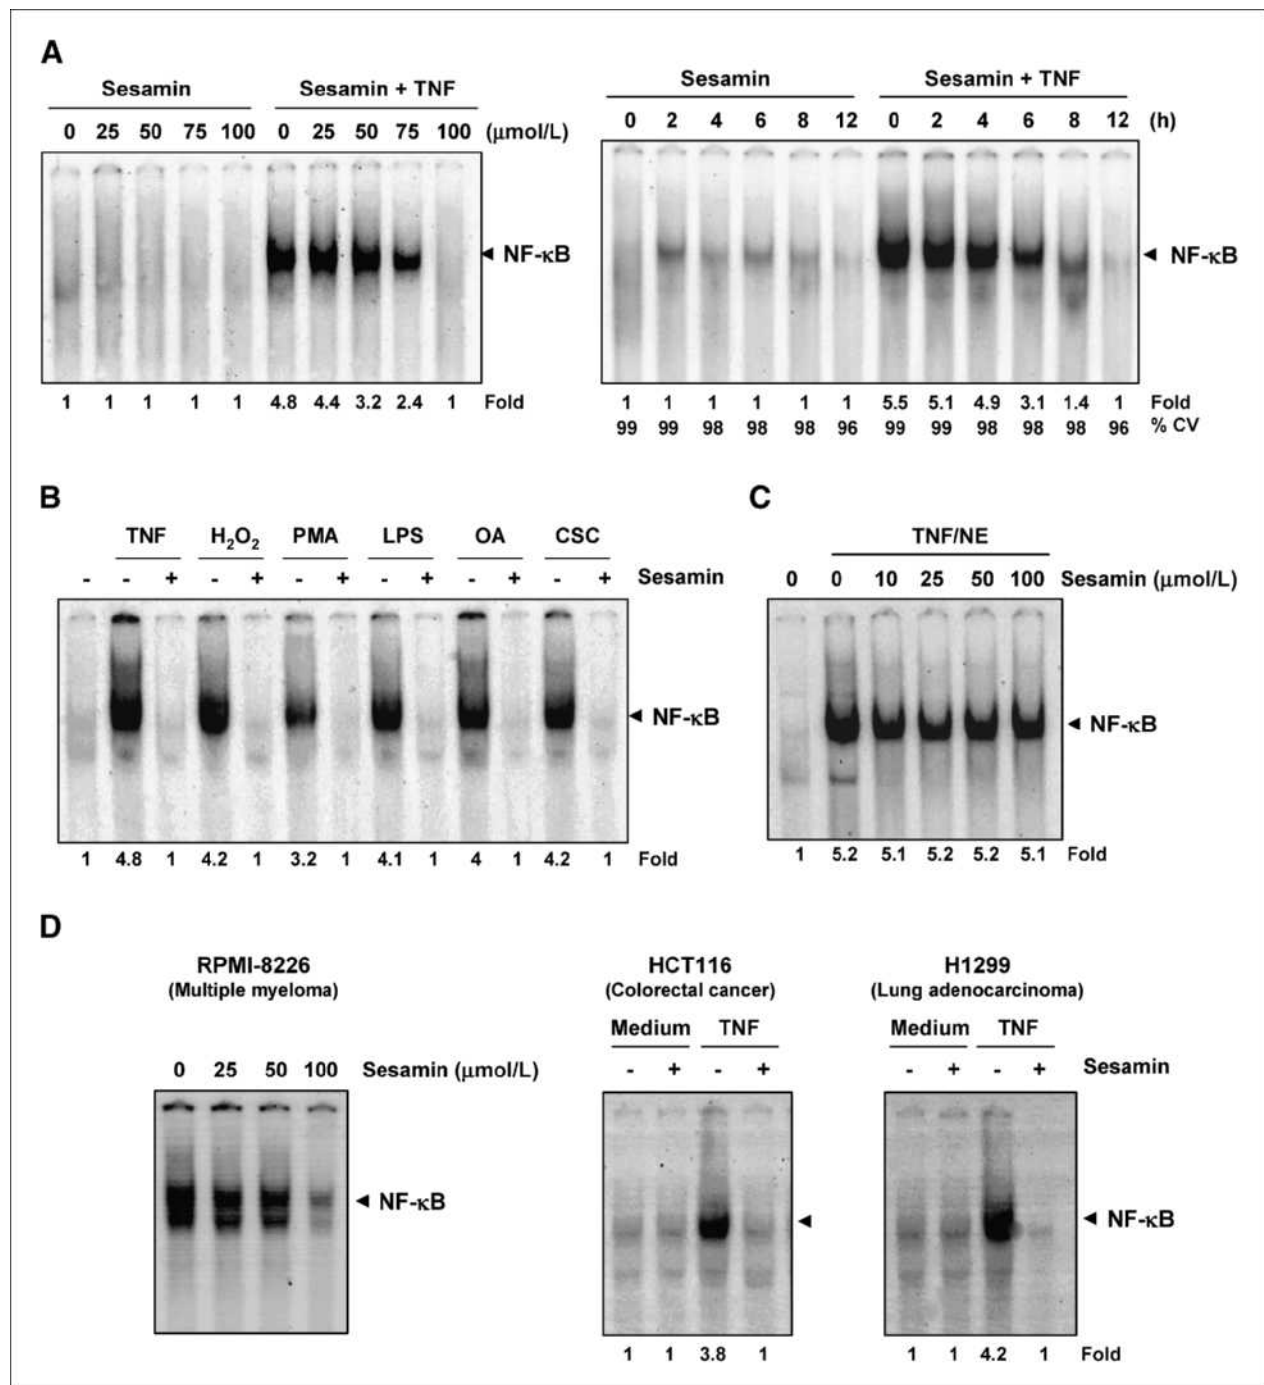 A
Sesamin Sesamin + TNF
0 25 50 75 100 0 25 50 75 100 (μmol/L)
NF-κB
1 1 1 1 1 4.8 4.4 3.2 2.4 1 Fold
Sesamin Sesamin + TNF
0 2 4 6 8 12 0 2 4 6 8 12 (h)
NF-κB
1 1 1 1 1 1 5.5 5.1 4.9 3.1 1.4 1 Fold
99 99 98 98 98 96 99 99 98 98 98 96 % CV
B
TNF H₂O₂ PMA LPS OA CSC
- - + - + - + - + - + - + Sesamin
NF-κB
1 4.8 1 4.2 1 3.2 1 4.1 1 4 1 4.2 1 Fold
C
TNF/NE
0 0 10 25 50 100 Sesamin (μmol/L)
NF-κB
1 5.2 5.1 5.2 5.2 5.1 Fold
D
RPMI-8226
(Multiple myeloma)
0 25 50 100 Sesamin (μmol/L)
NF-κB
HCT116
(Colorectal cancer)
Medium TNF
- + - +
1 1 3.8 1
H1299
(Lung adenocarcinoma)
Medium TNF
- + - + Sesamin
NF-κB
1 1 4.2 1 Fold